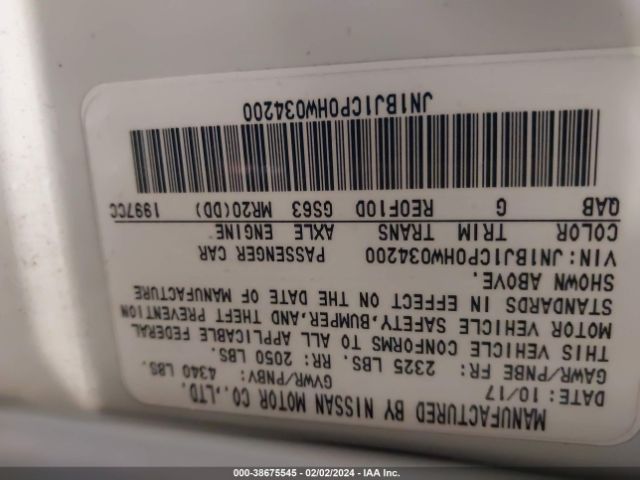 MANUFACTURED BY NISSAN MOTOR CO.,LTD.
DATE: 10/17 GVWR/PNBV: 4340 LBS.
GAWR/PNBE FR: 2325 LBS. RR: 2050 LBS.
THIS VEHICLE CONFORMS TO ALL APPLICABLE FEDERAL
MOTOR VEHICLE SAFETY,BUMPER,AND THEFT PREVENTION
STANDARDS IN EFFECT ON THE DATE OF MANUFACTURE
SHOWN ABOVE.
VIN: JN1BJ1CP0HW034200 PASSENGER CAR
COLOR TRIM TRANS AXLE ENGINE
QAB G RE0F10D GS63 MR20(DD) 1997CC
JN1BJ1CP0HW034200
000-38675545 - 02/02/2024 - IAA Inc.